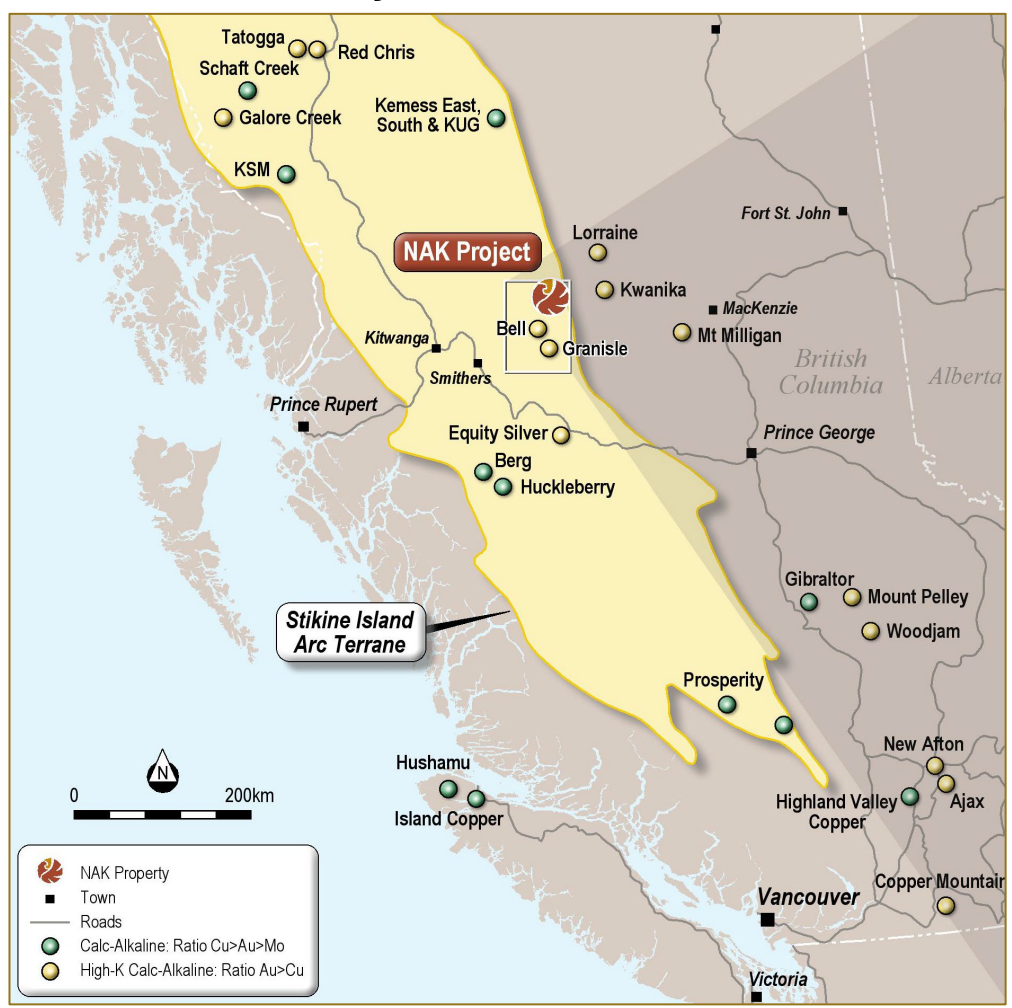 Tatogga
Red Chris
Schaft Creek
Galore Creek
Kemess East,
South & KUG
KSM
Fort St. John
Lorraine
NAK Project
Kwanika
MacKenzie
Bell
Mt Milligan
Kitwanga
Granisle
British
Columbia
Alberta
Smithers
Prince Rupert
Equity Silver
Prince George
Berg
Huckleberry
Gibraltor
Mount Pelley
Stikine Island
Arc Terrane
Woodjam
Prosperity
New Afton
N
Hushamu
0 200km
Highland Valley
Copper
Ajax
Island Copper
NAK Property
Town
Roads
Calc-Alkaline: Ratio Cu>Au>Mo
High-K Calc-Alkaline: Ratio Au>Cu
Copper Mountain
Vancouver
Victoria